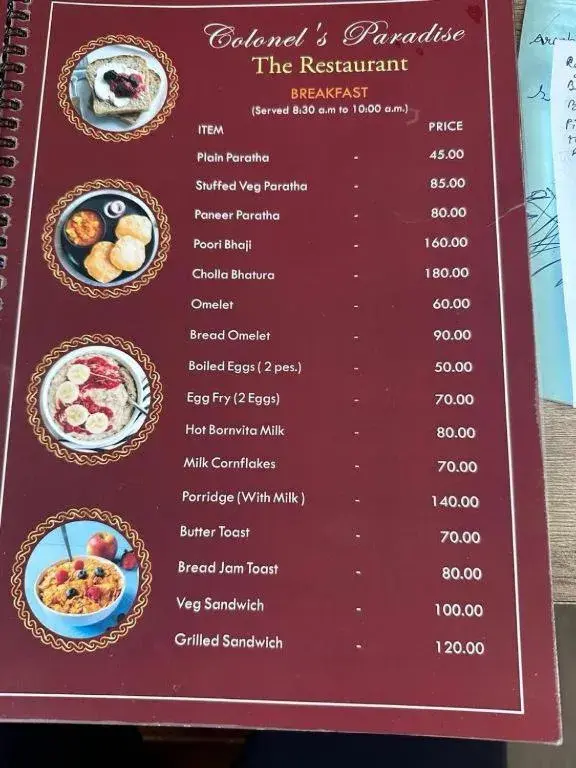 Colonel's Paradise
The Restaurant
BREAKFAST
(Served 8:30 a.m to 10:00 a.m.)
ITEM PRICE
Plain Paratha - 45.00
Stuffed Veg Paratha - 85.00
Paneer Paratha - 80.00
Poori Bhaji - 160.00
Cholla Bhatura - 180.00
Omelet - 60.00
Bread Omelet - 90.00
Boiled Eggs ( 2 pes.) - 50.00
Egg Fry (2 Eggs) - 70.00
Hot Bornvita Milk - 80.00
Milk Cornflakes - 70.00
Porridge (With Milk ) - 140.00
Butter Toast - 70.00
Bread Jam Toast - 80.00
Veg Sandwich - 100.00
Grilled Sandwich - 120.00